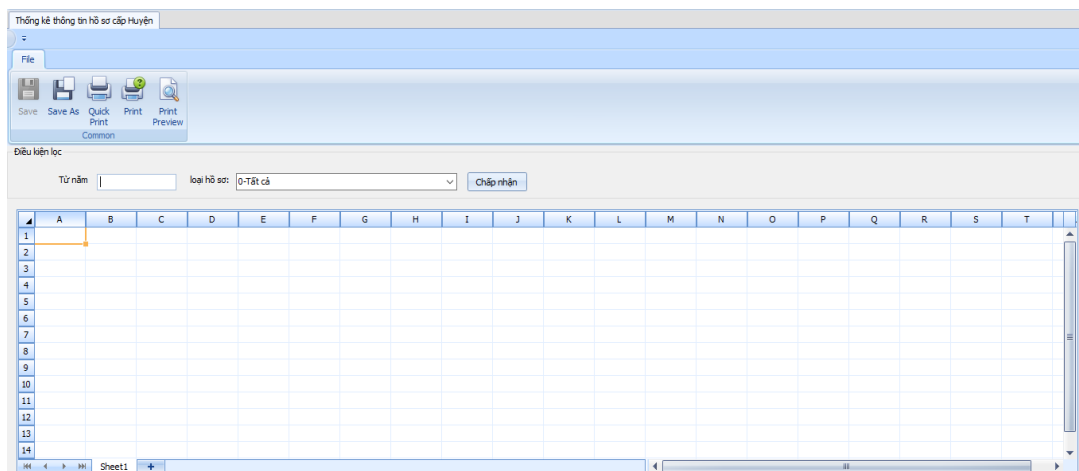 Thống kê thông tin hồ sơ cấp Huyện
File
Save Save As Quick Print Print Print Preview
Common
Điều kiện lọc
Từ năm loại hồ sơ: 0-Tất cả Chấp nhận
A B C D E F G H I J K L M N O P Q R S T
1
2
3
4
5
6
7
8
9
10
11
12
13
14
Sheet1